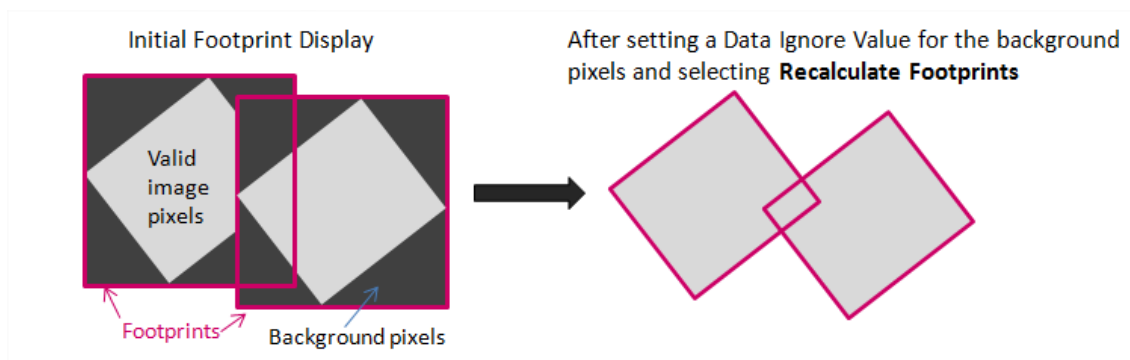 Initial Footprint Display
After setting a Data Ignore Value for the background
pixels and selecting Recalculate Footprints
Valid
image
pixels
Footprints
Background pixels